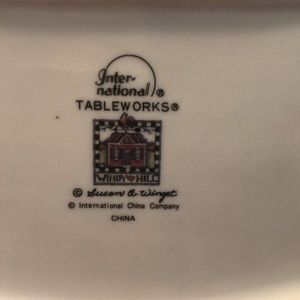 Inter-
national®
TABLEWORKS®
WINDY HILL
© Susan A. Winget
© International China Company
CHINA